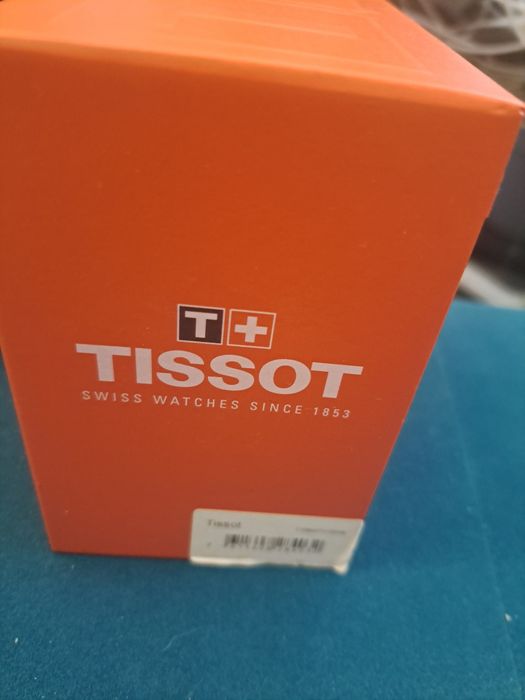 T+
TISSOT
SWISS WATCHES SINCE 1853
Tissot